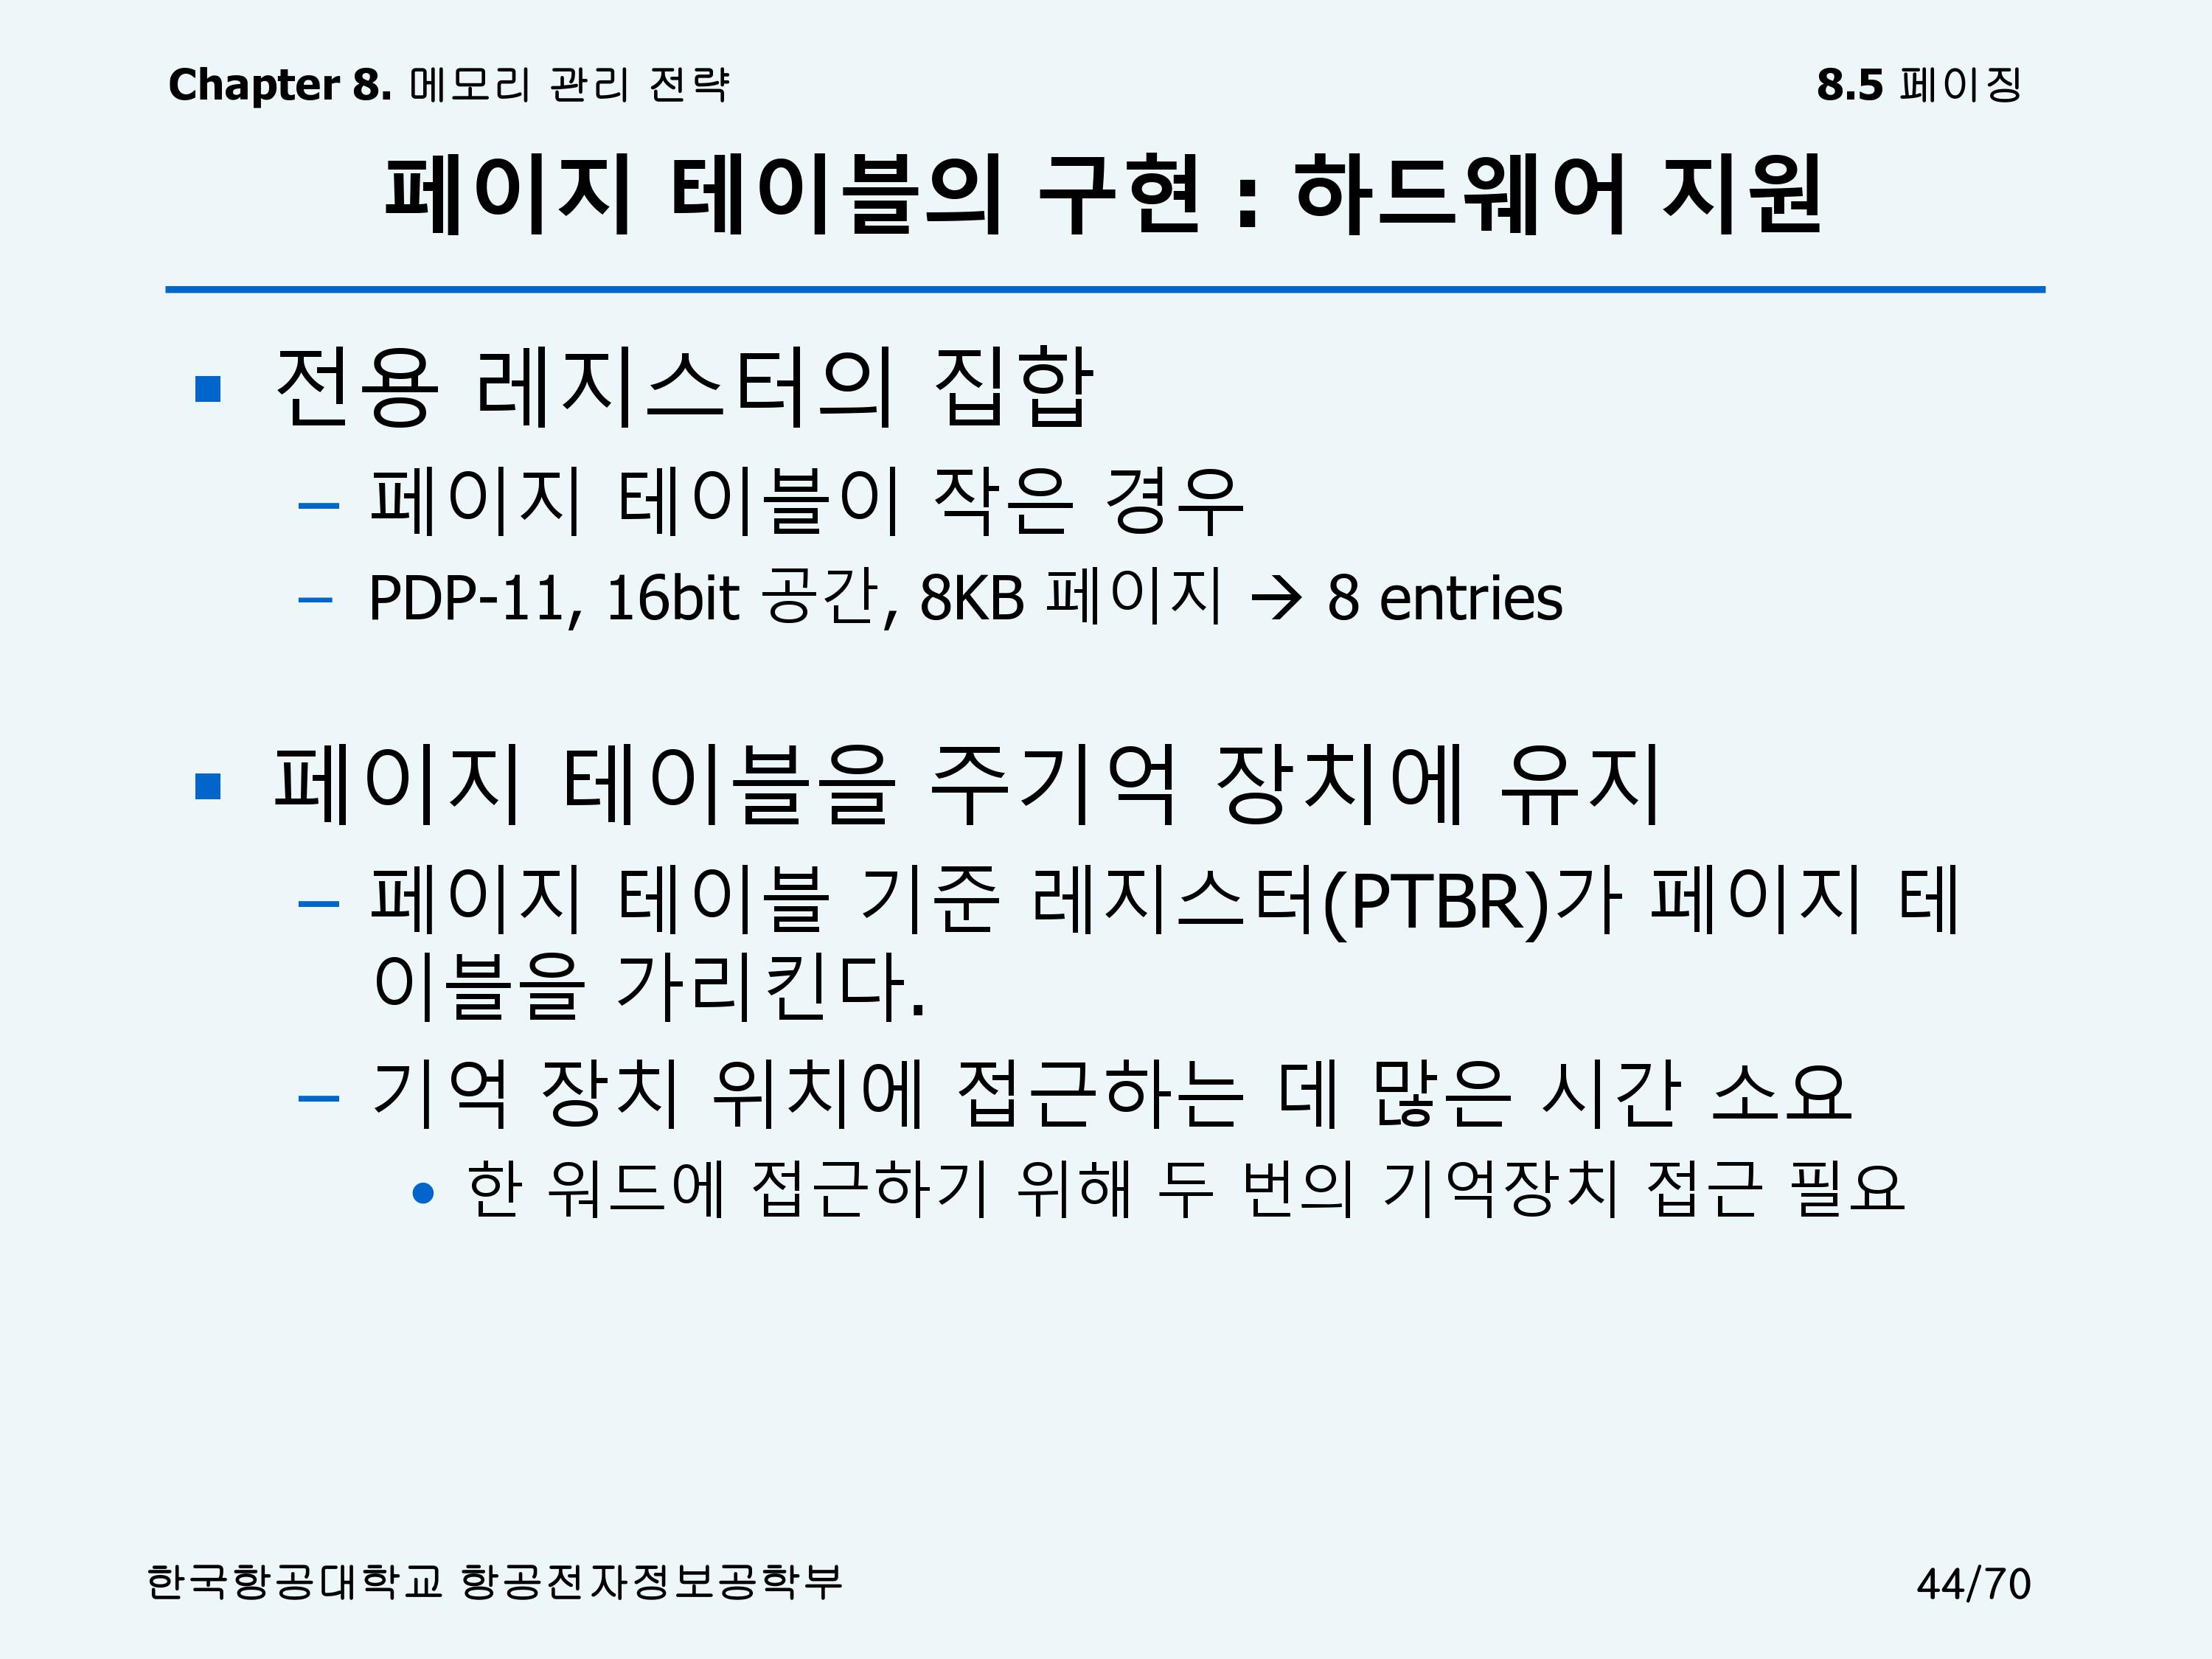 Chapter 8. 메모리 관리 전략
8.5 페이징
페이지 테이블의 구현 : 하드웨어 지원
▪ 전용 레지스터의 집합
– 페이지 테이블이 작은 경우
– PDP-11, 16bit 공간, 8KB 페이지 → 8 entries
▪ 페이지 테이블을 주기억 장치에 유지
– 페이지 테이블 기준 레지스터(PTBR)가 페이지 테
이블을 가리킨다.
– 기억 장치 위치에 접근하는 데 많은 시간 소요
• 한 워드에 접근하기 위해 두 번의 기억장치 접근 필요
한국항공대학교 항공전자정보공학부
44/70